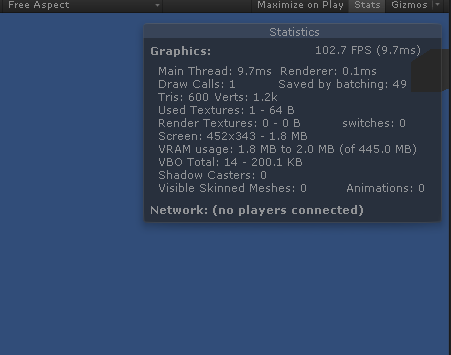 Free Aspect Maximize on Play Stats Gizmos
Statistics
Graphics: 102.7 FPS (9.7ms)
Main Thread: 9.7ms Renderer: 0.1ms
Draw Calls: 1 Saved by batching: 49
Tris: 600 Verts: 1.2k
Used Textures: 1 - 64 B
Render Textures: 0 - 0 B switches: 0
Screen: 452x343 - 1.8 MB
VRAM usage: 1.8 MB to 2.0 MB (of 445.0 MB)
VBO Total: 14 - 200.1 KB
Shadow Casters: 0
Visible Skinned Meshes: 0 Animations: 0
Network: (no players connected)